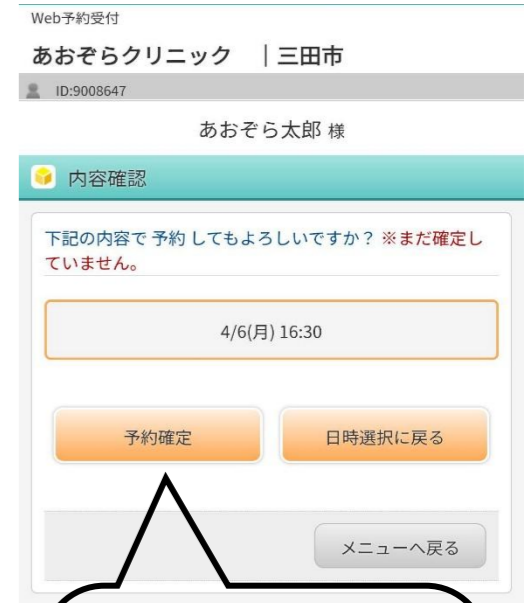 Web予約受付
あおぞらクリニック ｜三田市
ID:9008647
あおぞら太郎 様
内容確認
下記の内容で 予約 してもよろしいですか？ ※まだ確定し
ていません。
4/6(月) 16:30
予約確定 日時選択に戻る
メニューへ戻る